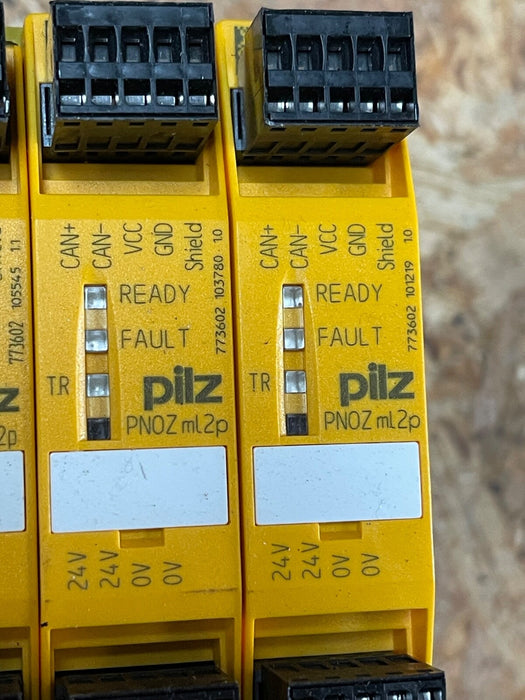 773602 105545 1.1
z
2p
CAN+
CAN-
VCC
GND
Shield
773602 103780 1.0
READY
FAULT
TR
pilz
PNOZ ml2p
24V
24V
0V
0V
CAN+
CAN-
VCC
GND
Shield
773602 101219 1.0
READY
FAULT
TR
pilz
PNOZ ml2p
24V
24V
0V
0V